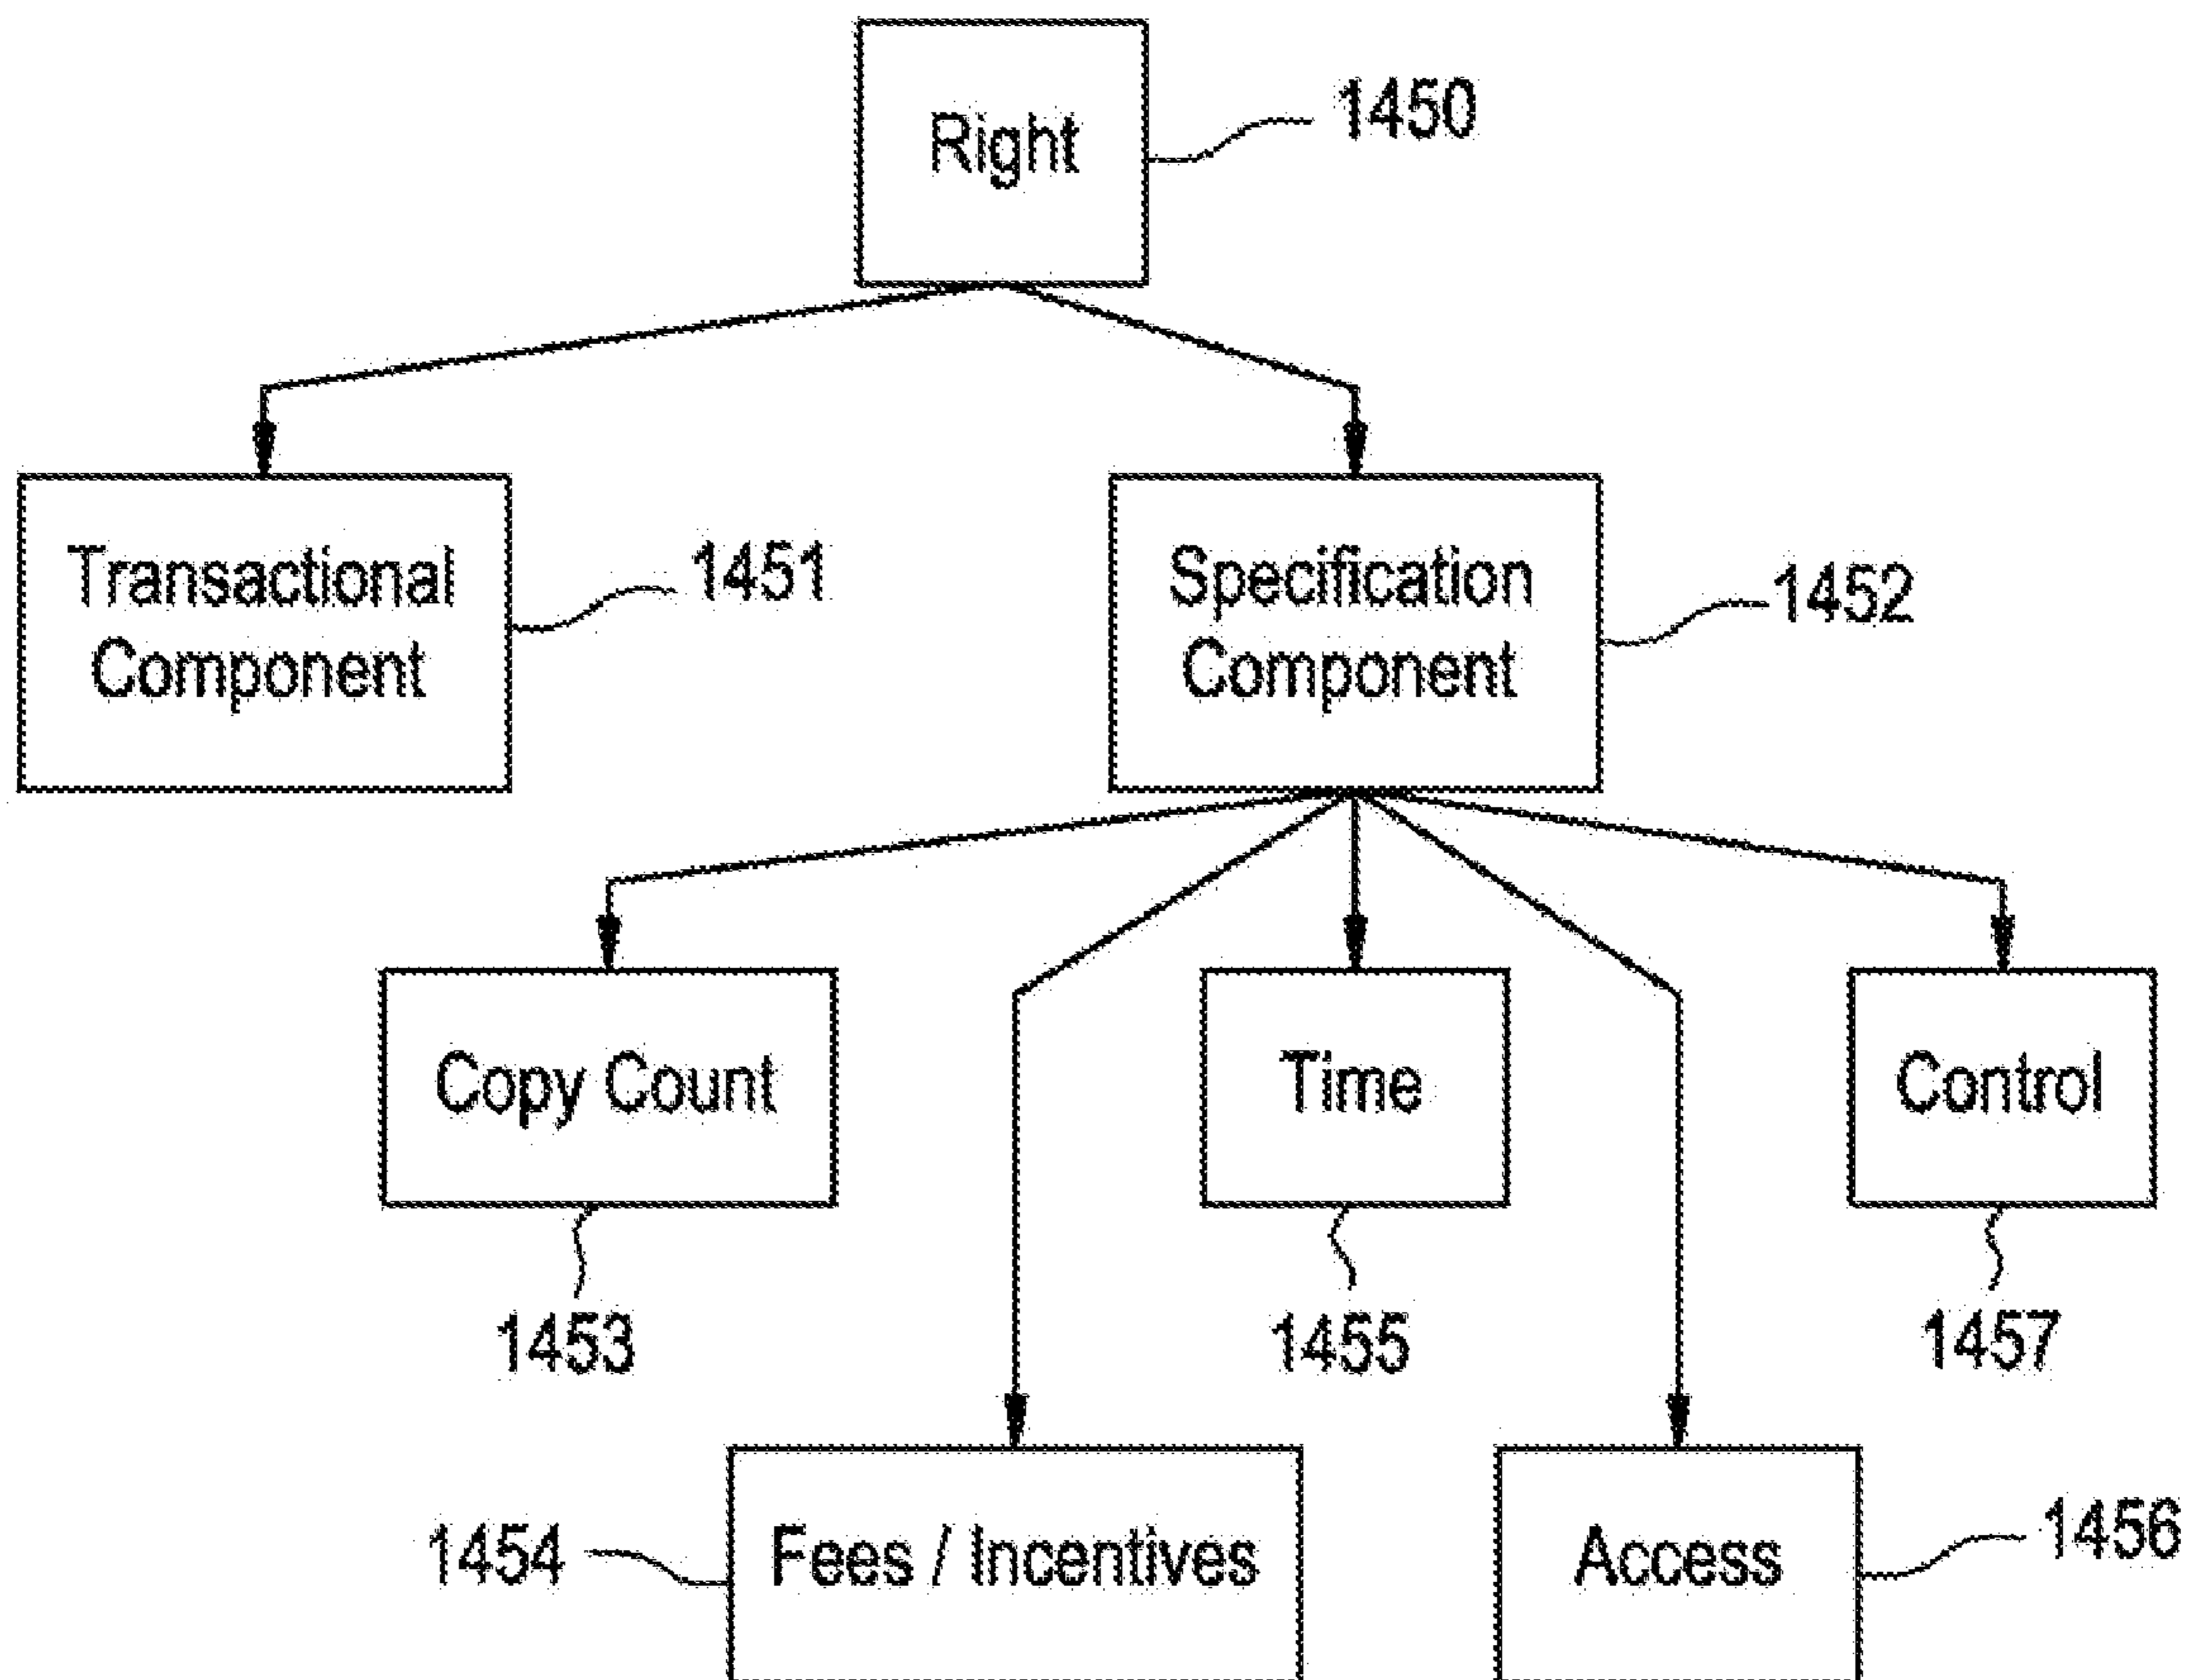 Right
1450
Transactional
Component
1451
Specification
Component
1452
Copy Count
Time
Control
1453
1455
1457
1454
Fees / Incentives
Access
1456